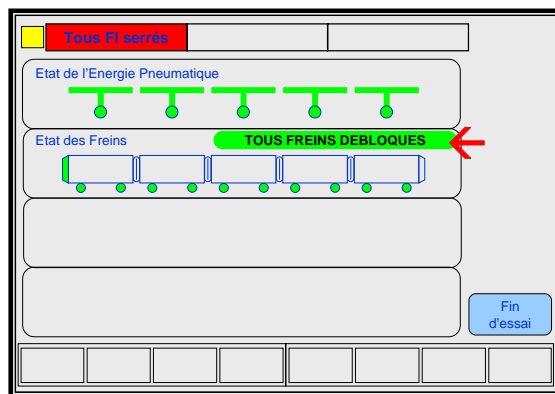 Tous FI serrés
Etat de l'Energie Pneumatique
Etat des Freins
TOUS FREINS DEBLOQUES
Fin
d'essai